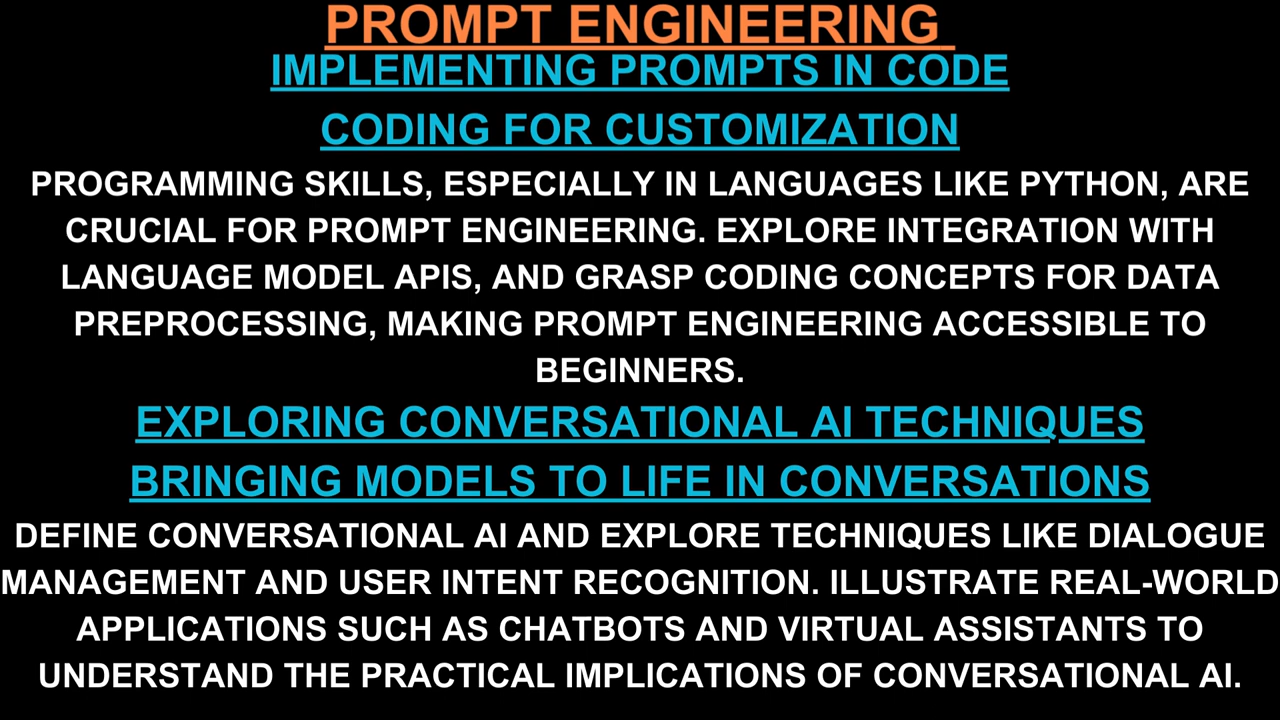 PROMPT ENGINEERING
IMPLEMENTING PROMPTS IN CODE
CODING FOR CUSTOMIZATION
PROGRAMMING SKILLS, ESPECIALLY IN LANGUAGES LIKE PYTHON, ARE
CRUCIAL FOR PROMPT ENGINEERING. EXPLORE INTEGRATION WITH
LANGUAGE MODEL APIS, AND GRASP CODING CONCEPTS FOR DATA
PREPROCESSING, MAKING PROMPT ENGINEERING ACCESSIBLE TO
BEGINNERS.
EXPLORING CONVERSATIONAL AI TECHNIQUES
BRINGING MODELS TO LIFE IN CONVERSATIONS
DEFINE CONVERSATIONAL AI AND EXPLORE TECHNIQUES LIKE DIALOGUE
MANAGEMENT AND USER INTENT RECOGNITION. ILLUSTRATE REAL-WORLD
APPLICATIONS SUCH AS CHATBOTS AND VIRTUAL ASSISTANTS TO
UNDERSTAND THE PRACTICAL IMPLICATIONS OF CONVERSATIONAL AI.